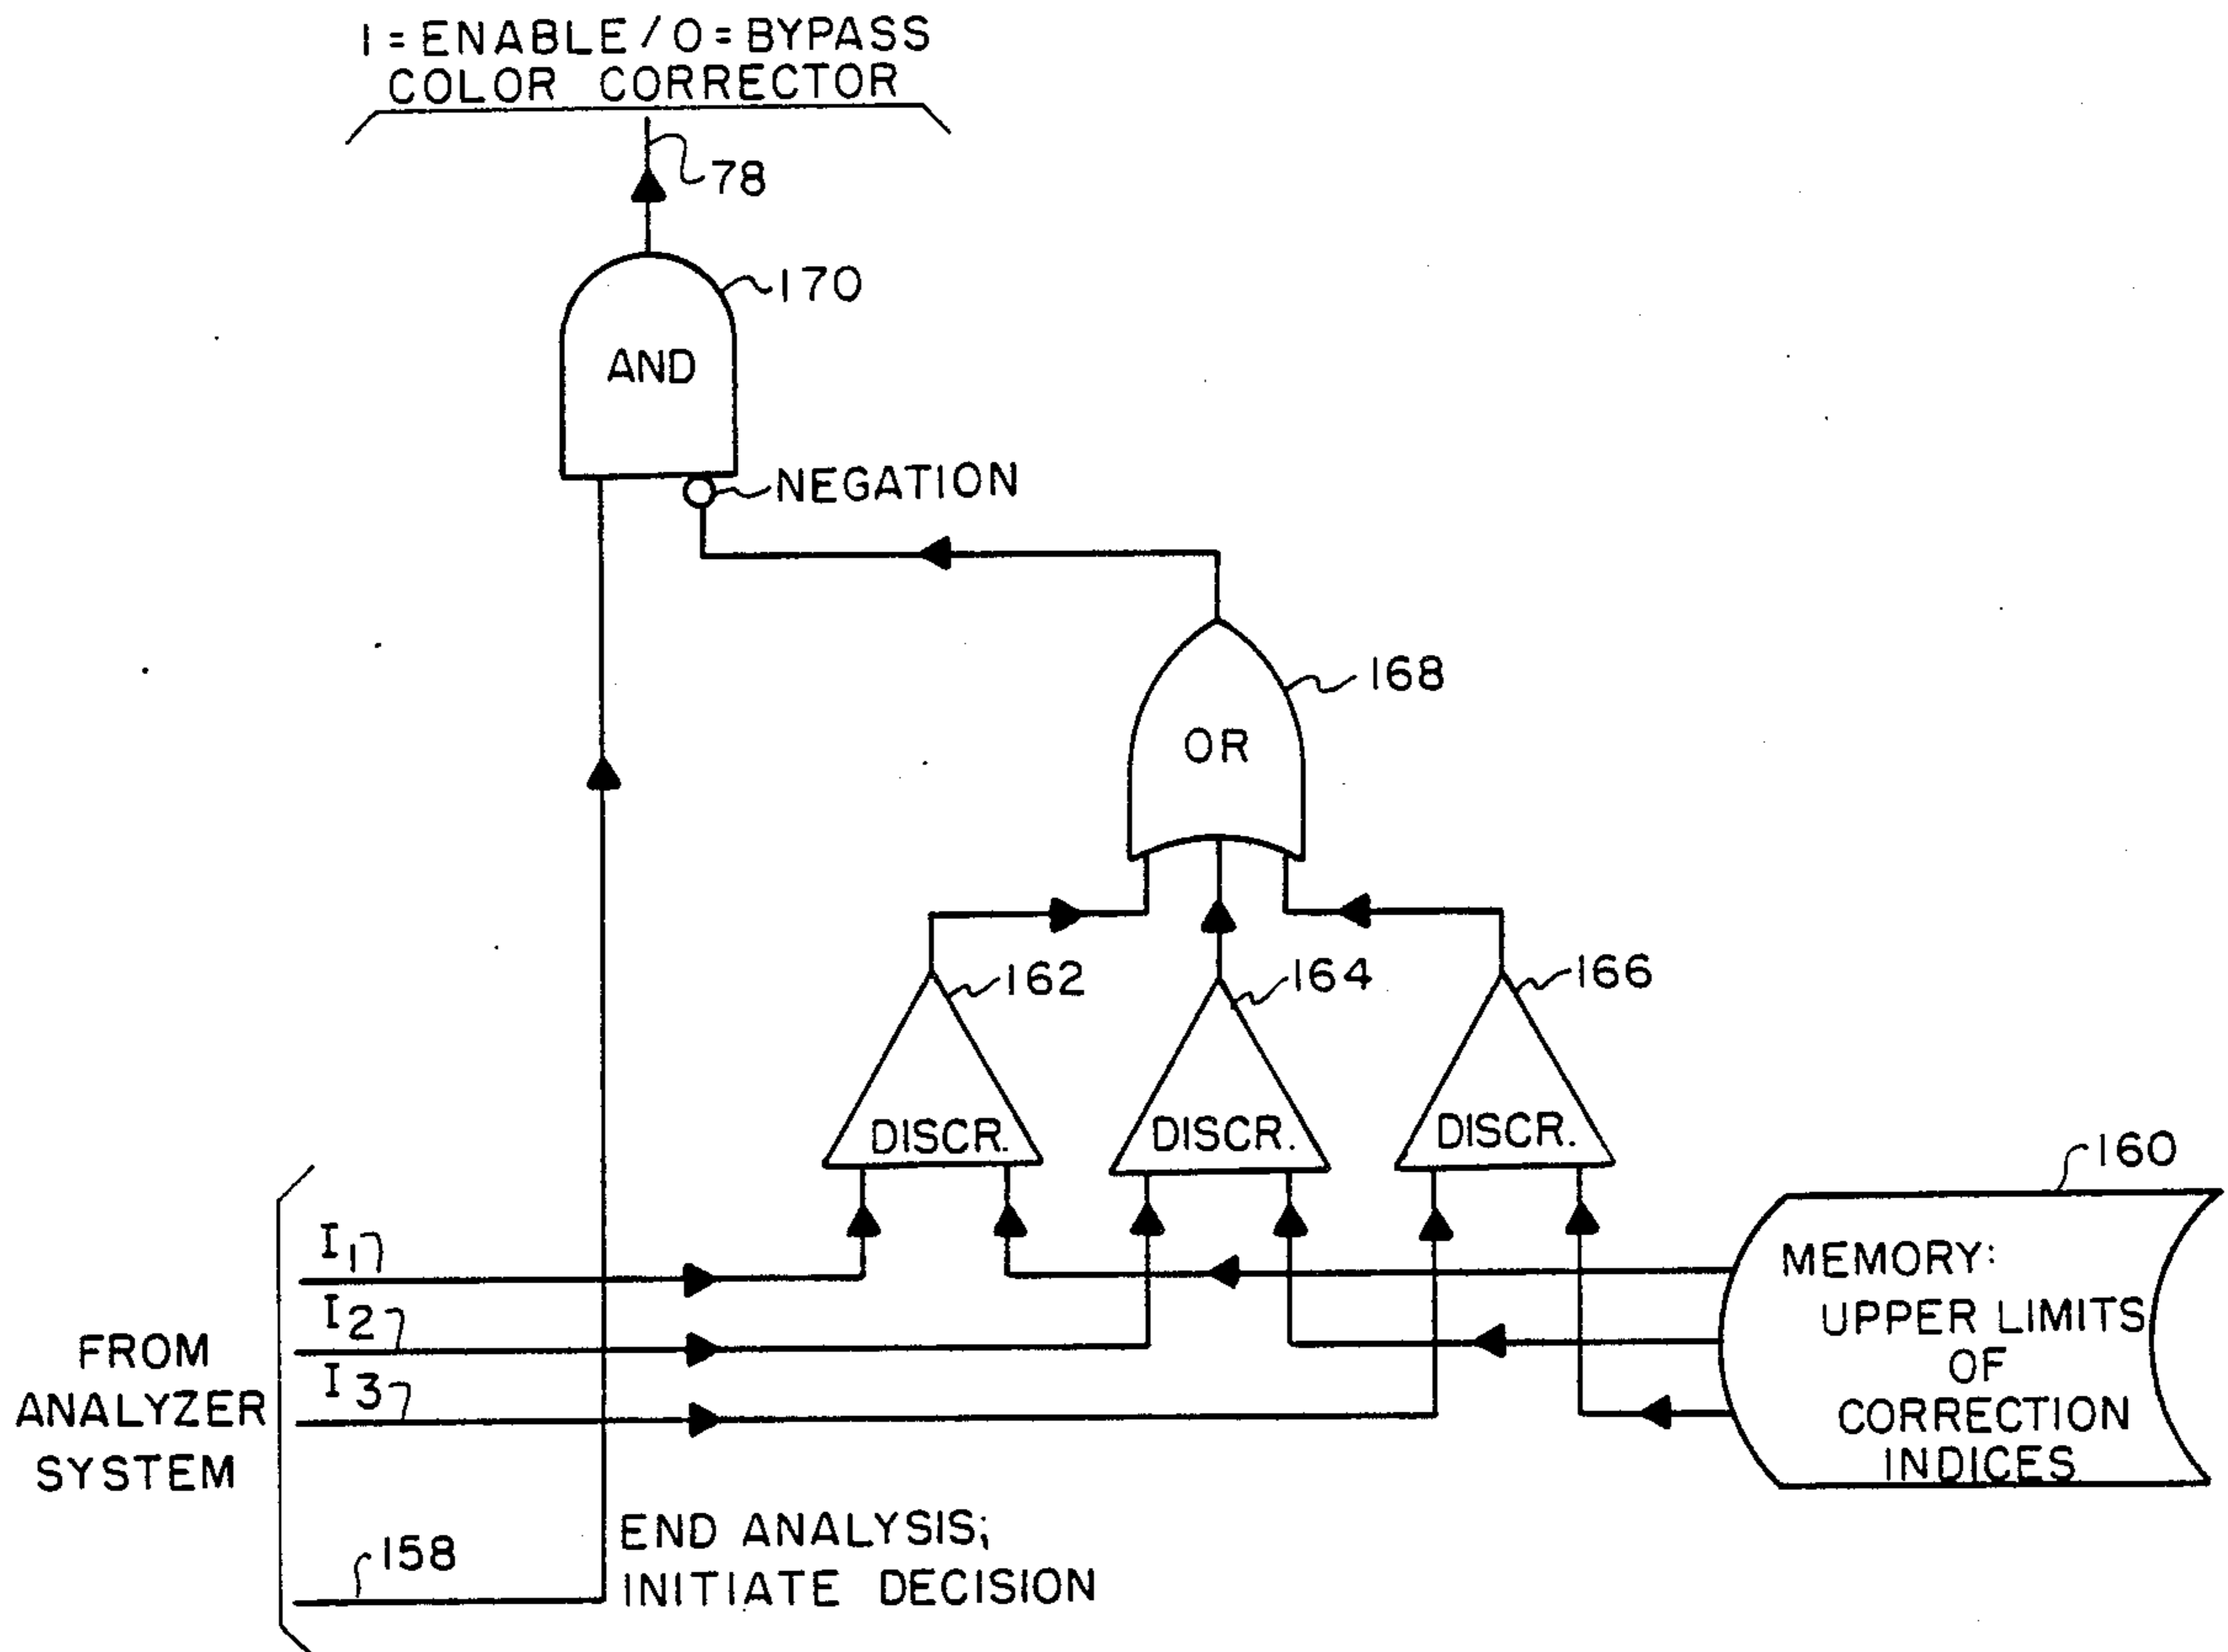 1 = ENABLE / 0 = BYPASS
COLOR CORRECTOR
78
170
AND
NEGATION
168
OR
162
164
166
DISCR.
DISCR.
DISCR.
160
MEMORY:
UPPER LIMITS
OF
CORRECTION
INDICES
I1
I2
I3
FROM
ANALYZER
SYSTEM
158
END ANALYSIS;
INITIATE DECISION